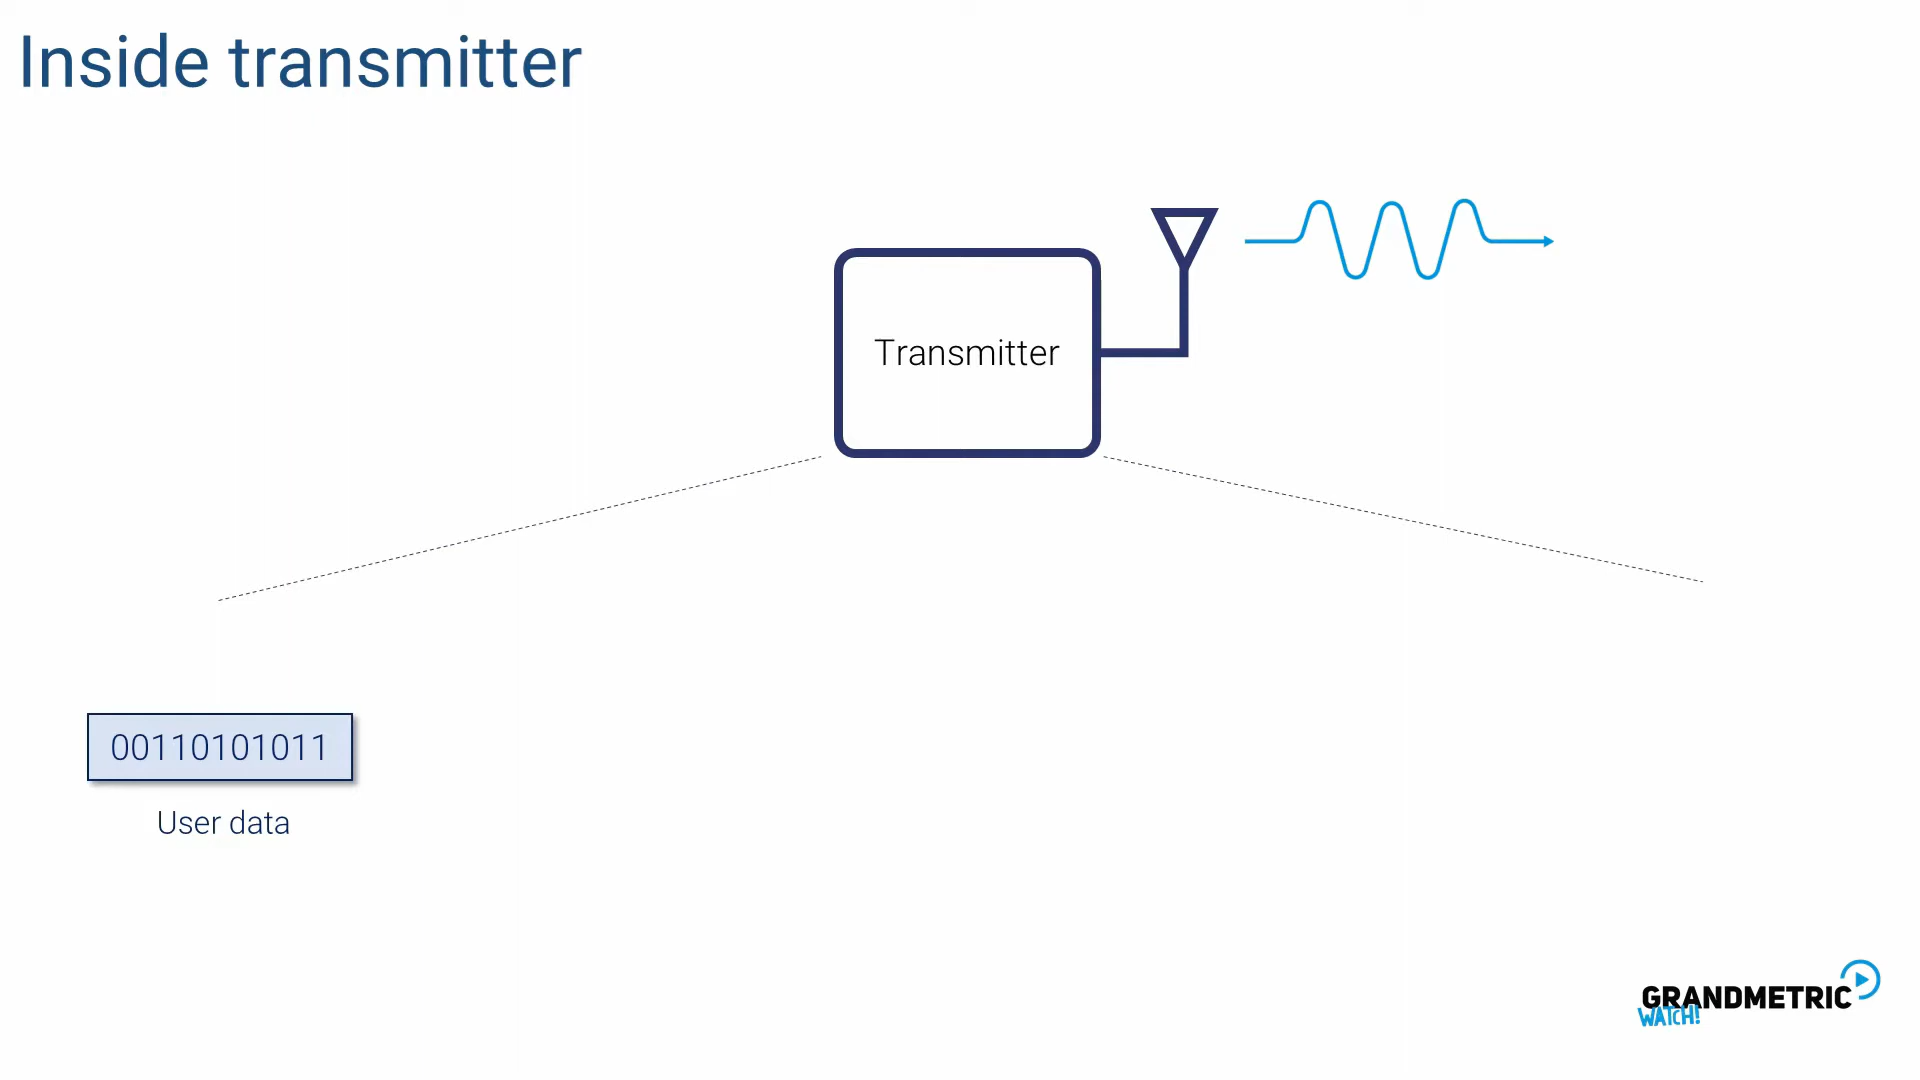 Inside transmitter
Transmitter
00110101011
User data
GRANDMETRIC
WATCH!